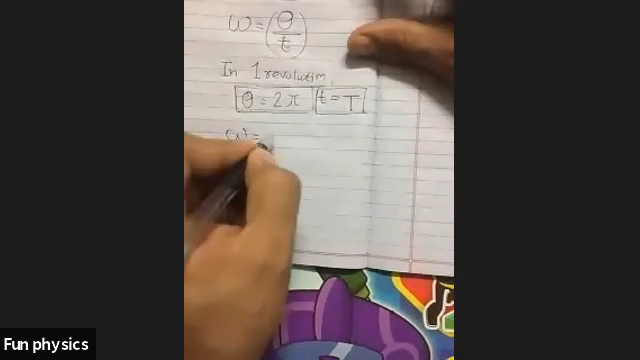 ω = (θ/t)
In 1 revolution,
θ = 2π t = T
ω =
Fun physics